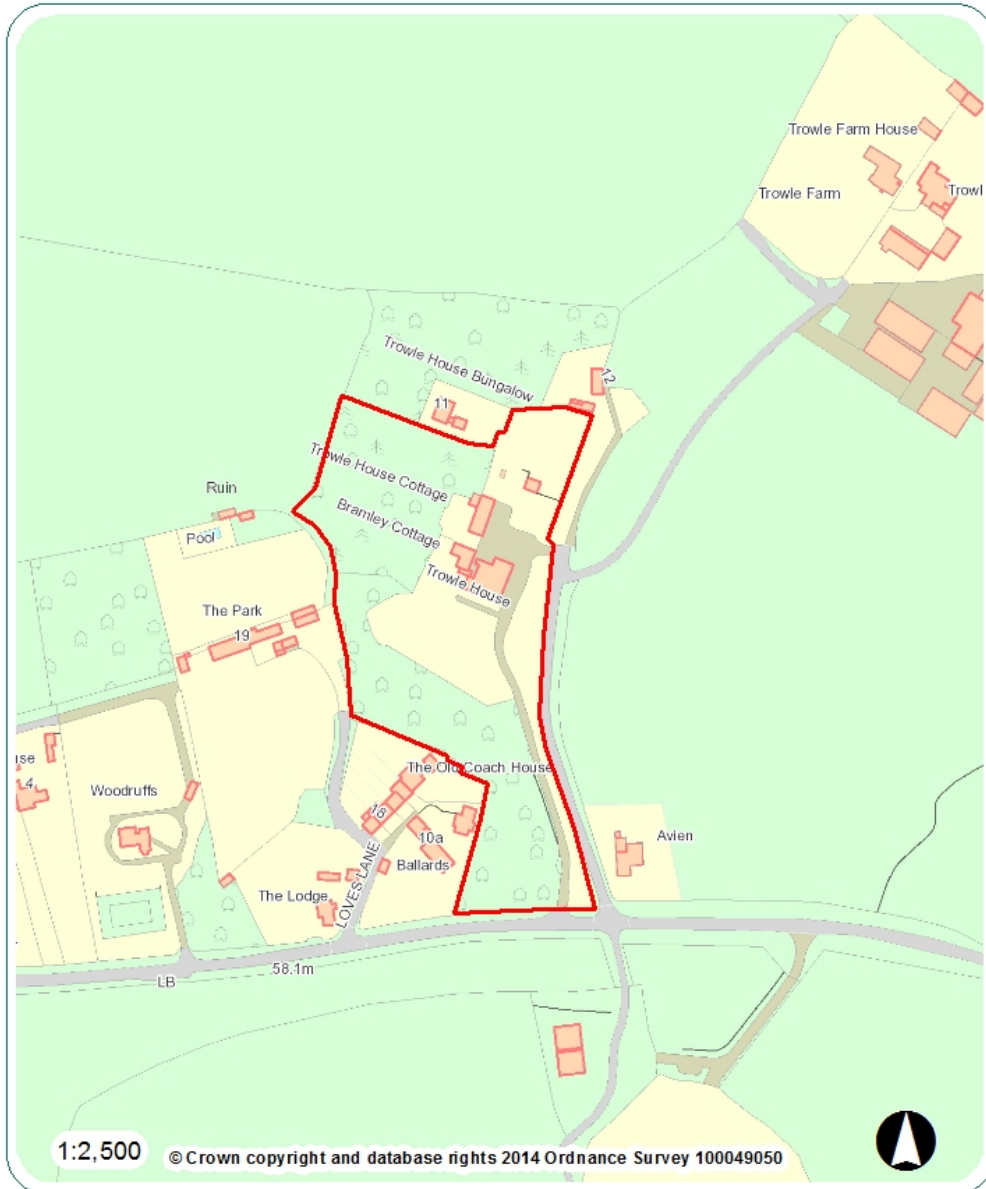 Trowle Farm House
Trowle Farm
Trowl
Trowle House Bungalow
12
11
Trowle House Cottage
Ruin
Bramley Cottage
Pool
Trowle House
The Park
19
use
4
Woodruffs
The Old Coach House
18
10a
Avien
Ballards
The Lodge
LOVES LANE
58.1m
LB
1:2,500
© Crown copyright and database rights 2014 Ordnance Survey 100049050